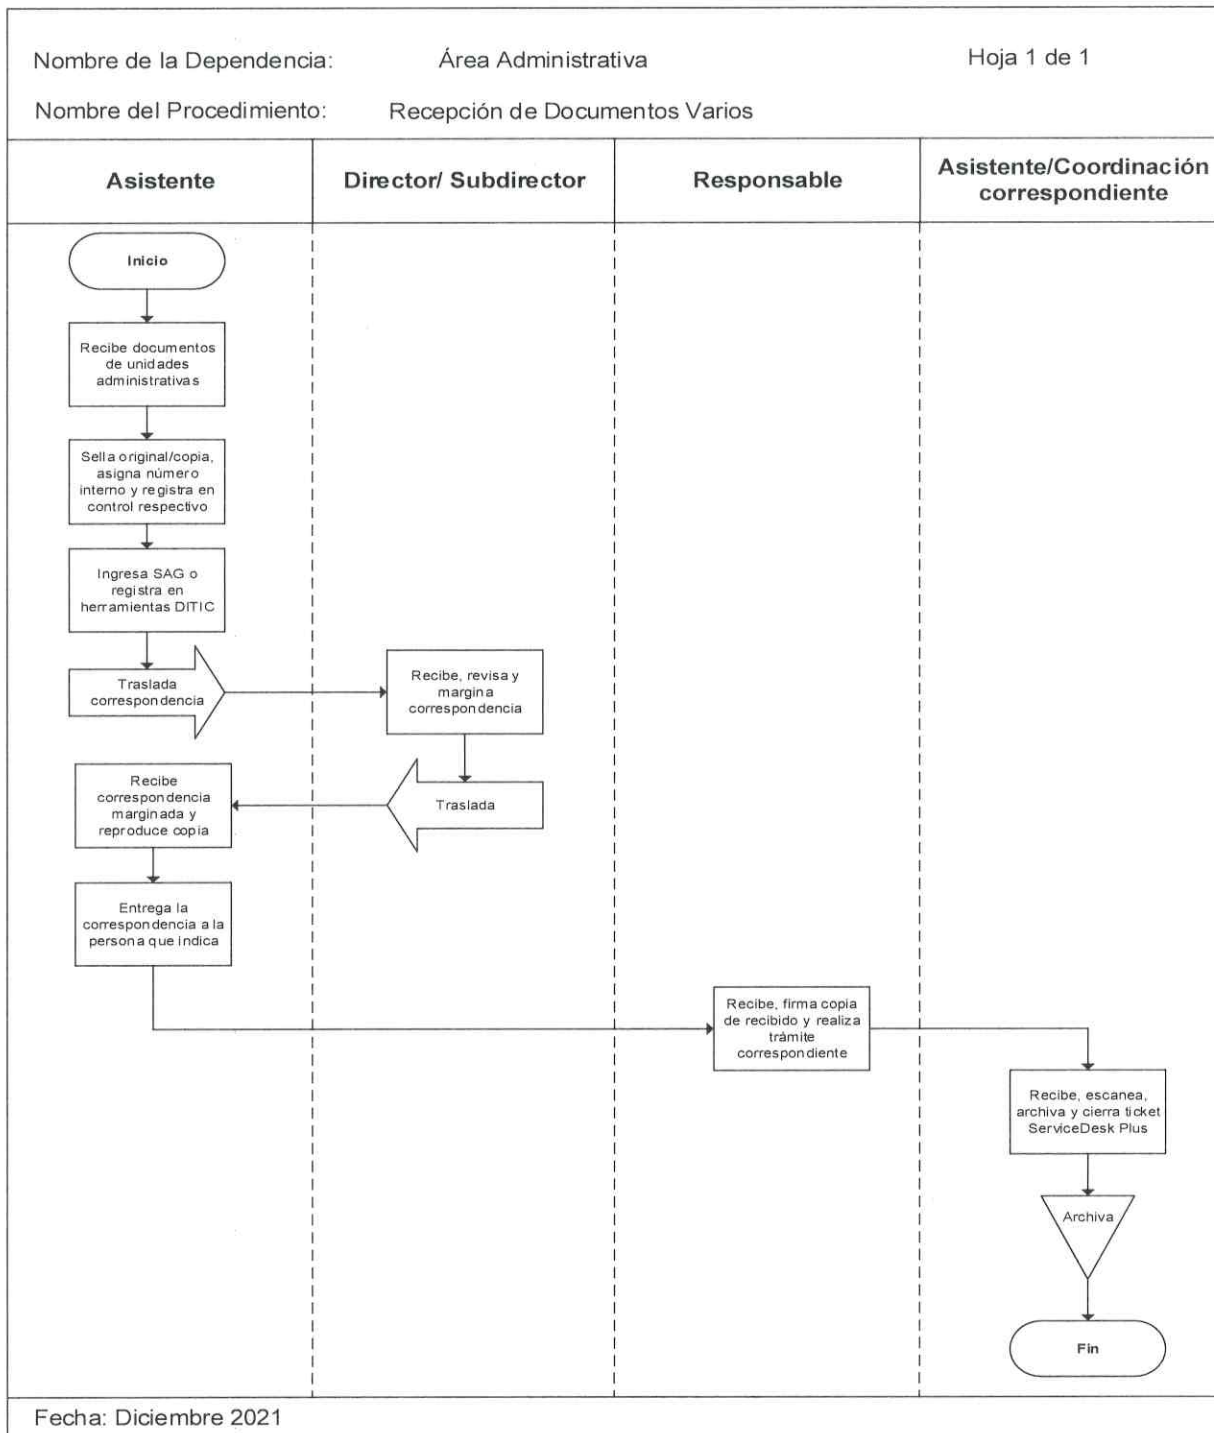 Nombre de la Dependencia: Área Administrativa Hoja 1 de 1
Nombre del Procedimiento: Recepción de Documentos Varios
Asistente
Director/ Subdirector
Responsable
Asistente/Coordinación
correspondiente
Inicio
Recibe documentos
de unidades
administrativas
Sella original/copia,
asigna número
interno y registra en
control respectivo
Ingresa SAG o
registra en
herramientas DITIC
Traslada
correspondencia
Recibe, revisa y
margina
correspondencia
Traslada
Recibe
correspondencia
marginada y
reproduce copia
Entrega la
correspondencia a la
persona que indica
Recibe, firma copia
de recibido y realiza
trámite
correspondiente
Recibe, escanea,
archiva y cierra ticket
ServiceDesk Plus
Archiva
Fin
Fecha: Diciembre 2021